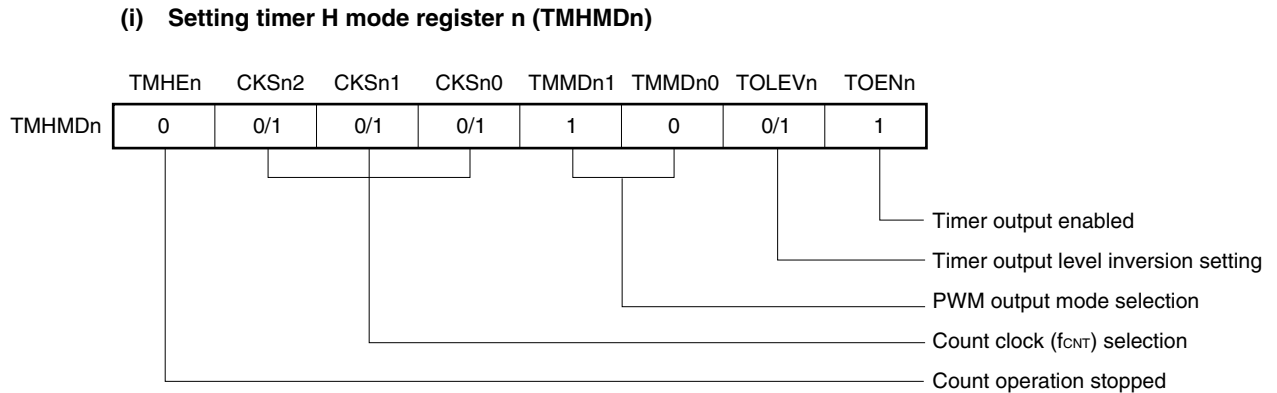 (i) Setting timer H mode register n (TMHMDn)
TMHEn CKSn2 CKSn1 CKSn0 TMMDn1 TMMDn0 TOLEVn TOENn
TMHMDn 0 0/1 0/1 0/1 1 0 0/1 1
Timer output enabled
Timer output level inversion setting
PWM output mode selection
Count clock (fCNT) selection
Count operation stopped